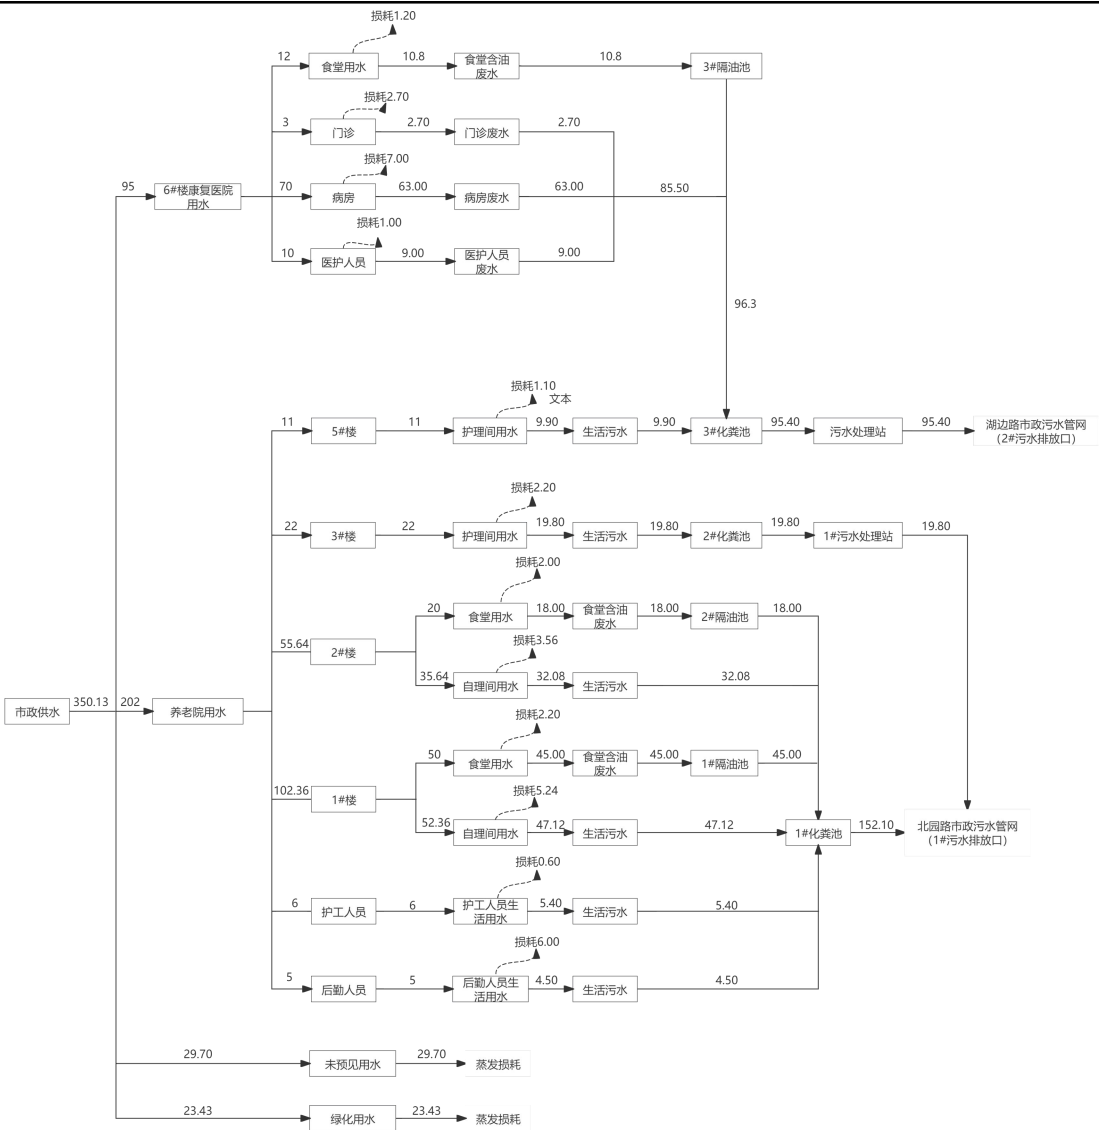 损耗1.20
12
食堂用水
10.8
食堂含油
废水
10.8
3#隔油池
损耗2.70
3
门诊
2.70
门诊废水
2.70
损耗7.00
95
6#楼康复医院
用水
70
病房
63.00
病房废水
63.00
85.50
损耗1.00
10
医护人员
9.00
医护人员
废水
9.00
96.3
损耗1.10
文本
11
5#楼
11
护理间用水
9.90
生活污水
9.90
3#化粪池
95.40
污水处理站
95.40
湖边路市政污水管网
（2#污水排放口）
损耗2.20
22
3#楼
22
护理间用水
19.80
生活污水
19.80
2#化粪池
19.80
1#污水处理站
19.80
损耗2.00
20
食堂用水
18.00
食堂含油
废水
18.00
2#隔油池
18.00
55.64
2#楼
损耗3.56
35.64
自理间用水
32.08
生活污水
32.08
市政供水
350.13
202
养老院用水
损耗2.20
50
食堂用水
45.00
食堂含油
废水
45.00
1#隔油池
45.00
102.36
1#楼
损耗5.24
52.36
自理间用水
47.12
生活污水
47.12
1#化粪池
152.10
北园路市政污水管网
（1#污水排放口）
损耗0.60
6
护工人员
6
护工人员生
活用水
5.40
生活污水
5.40
损耗6.00
5
后勤人员
5
后勤人员生
活用水
4.50
生活污水
4.50
29.70
未预见用水
29.70
蒸发损耗
23.43
绿化用水
23.43
蒸发损耗